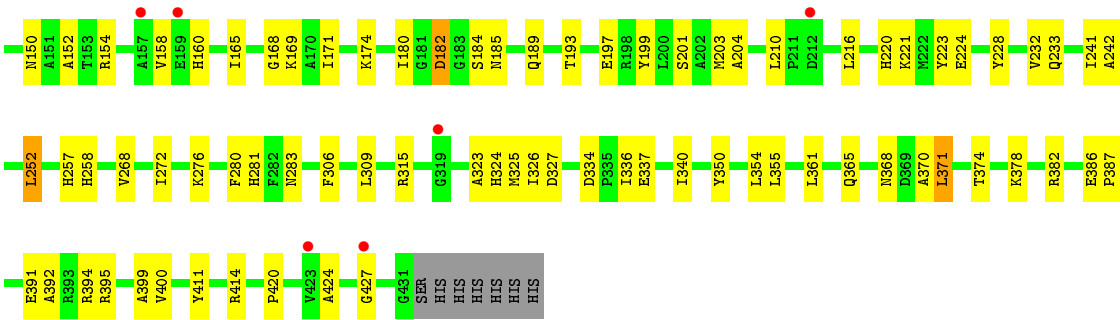 N150 A151 A152 T153 R154 A157 V158 E159 H160 I165 G168 K169 A170 I171 K174 I180 G181 D182 G183 S184 N185 Q189 T193 E197 R198 Y199 L200 S201 A202 M203 A204 L210 P211 D212 L216 H220 K221 M222 Y223 E224 Y228 V232 Q233 I241 A242
L252 H257 H258 V268 I272 K276 F280 H281 F282 N283 F306 L309 R315 G319 A323 H324 M325 I326 D327 D334 P335 I336 E337 I340 Y350 L354 L355 L361 Q365 N368 D369 A370 L371 T374 K378 R382 E386 P387
E391 A392 R393 R394 R395 A399 V400 Y411 R414 P420 V423 A424 G427 G431 SER HIS HIS HIS HIS HIS HIS